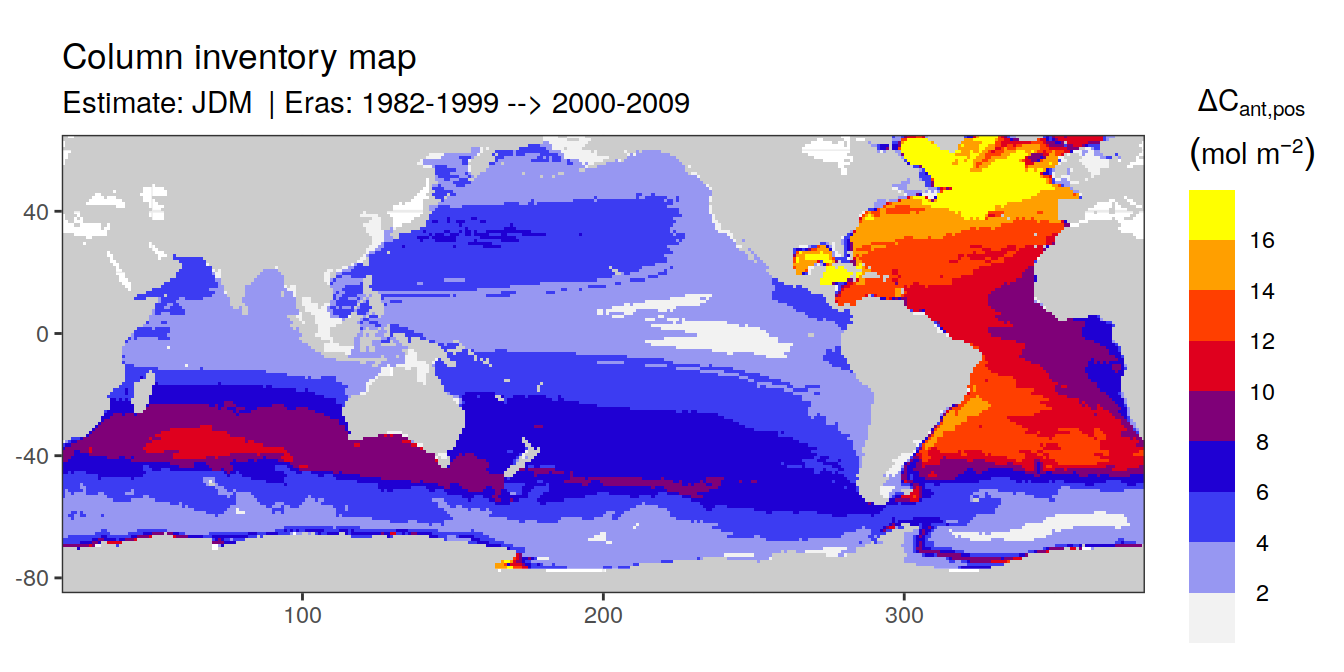 Column inventory map
Estimate: JDM | Eras: 1982-1999 --> 2000-2009
ΔCant,pos
(mol m−2)
16
14
12
10
8
6
4
2
40
0
-40
-80
100 200 300